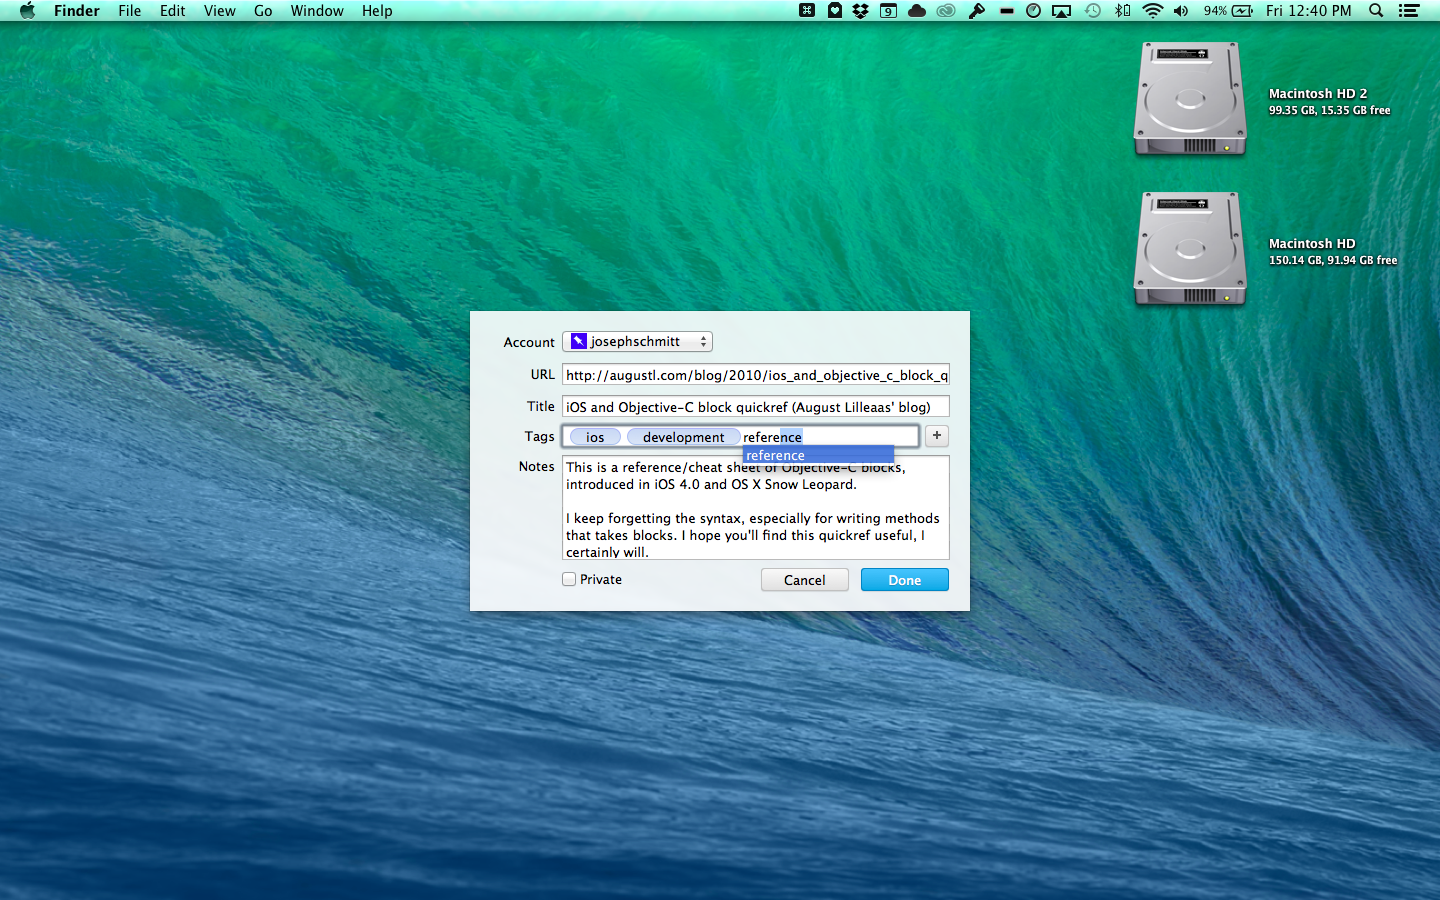 Finder File Edit View Go Window Help
9 94% Fri 12:40 PM
Macintosh HD 2
99.35 GB, 15.35 GB free
Macintosh HD
150.14 GB, 91.94 GB free
Account josephschmitt
URL http://augustl.com/blog/2010/ios_and_objective_c_block_q
Title iOS and Objective-C block quickref (August Lilleaas' blog)
Tags ios development reference +
reference
Notes This is a reference/cheat sheet of Objective-C blocks,
introduced in iOS 4.0 and OS X Snow Leopard.
I keep forgetting the syntax, especially for writing methods
that takes blocks. I hope you'll find this quickref useful, I
certainly will.
Private Cancel Done